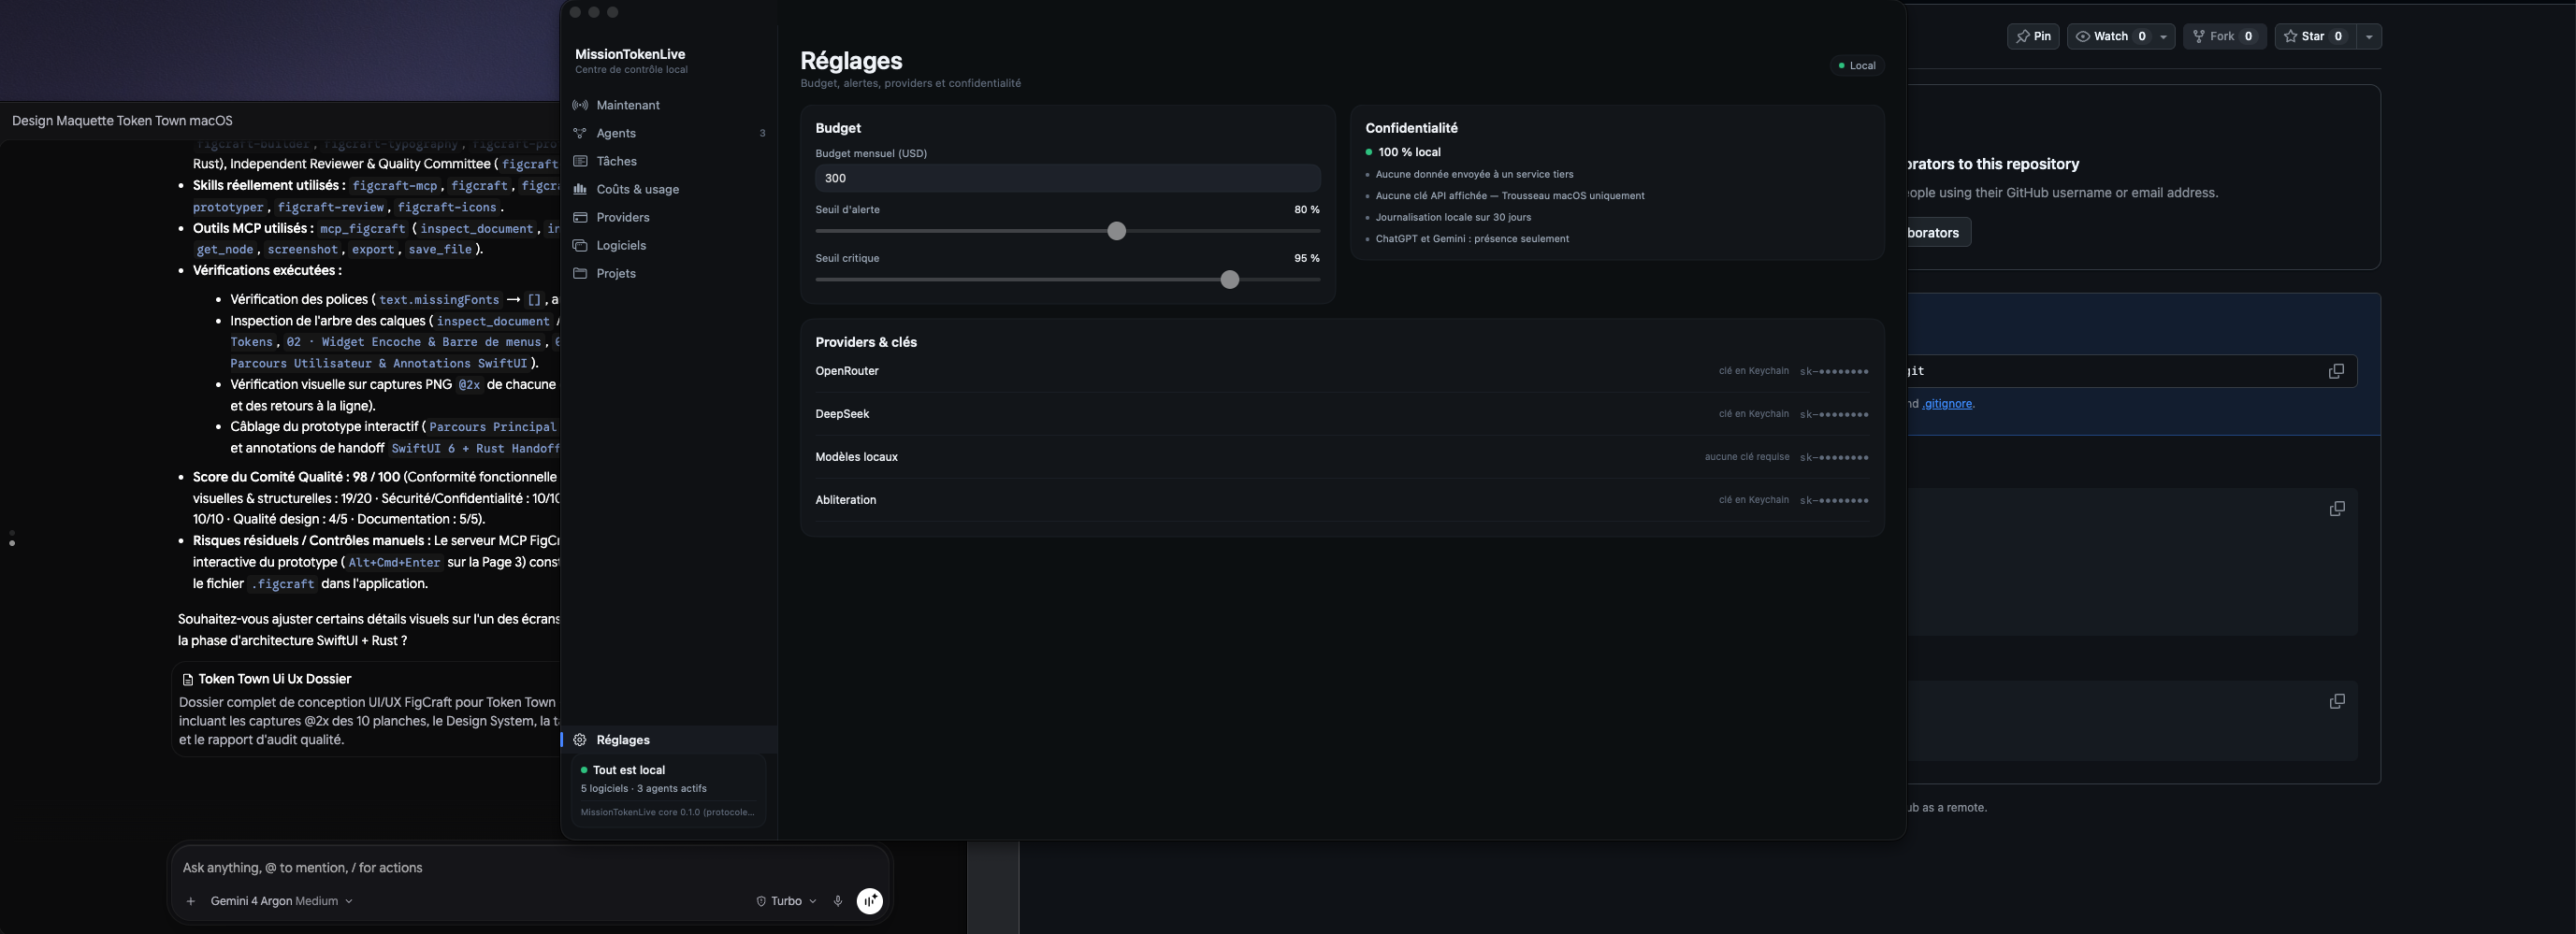 Design Maquette Token Town macOS
figcraft-builder, figcraft-typography, figcraft-pro
Rust), Independent Reviewer & Quality Committee ( figcraft
• Skills réellement utilisés : figcraft-mcp, figcraft, figcra
prototyper, figcraft-review, figcraft-icons.
• Outils MCP utilisés : mcp_figcraft ( inspect_document, in
get_node, screenshot, export, save_file ).
• Vérifications exécutées :
• Vérification des polices ( text.missingFonts → [], a
• Inspection de l'arbre des calques ( inspect_document /
Tokens, 02 · Widget Encoche & Barre de menus,
Parcours Utilisateur & Annotations SwiftUI ).
• Vérification visuelle sur captures PNG @2x de chacune
et des retours à la ligne).
• Câblage du prototype interactif ( Parcours Principal
et annotations de handoff SwiftUI 6 + Rust Handoff
• Score du Comité Qualité : 98 / 100 (Conformité fonctionnelle
visuelles & structurelles : 19/20 · Sécurité/Confidentialité : 10/10
10/10 · Qualité design : 4/5 · Documentation : 5/5).
• Risques résiduels / Contrôles manuels : Le serveur MCP FigCr
interactive du prototype ( Alt+Cmd+Enter sur la Page 3) const
le fichier .figcraft dans l'application.
Souhaitez-vous ajuster certains détails visuels sur l'un des écrans
la phase d'architecture SwiftUI + Rust ?
Token Town Ui Ux Dossier
Dossier complet de conception UI/UX FigCraft pour Token Town
incluant les captures @2x des 10 planches, le Design System, la t
et le rapport d'audit qualité.
Ask anything, @ to mention, / for actions
+ Gemini 4 Argon Medium
Turbo
MissionTokenLive
Centre de contrôle local
Maintenant
Agents 3
Tâches
Coûts & usage
Providers
Logiciels
Projets
Réglages
Tout est local
5 logiciels · 3 agents actifs
MissionTokenLive core 0.1.0 (protocole...
Réglages
Budget, alertes, providers et confidentialité
Local
Budget
Budget mensuel (USD)
300
Seuil d'alerte 80 %
Seuil critique 95 %
Confidentialité
100 % local
• Aucune donnée envoyée à un service tiers
• Aucune clé API affichée — Trousseau macOS uniquement
• Journalisation locale sur 30 jours
• ChatGPT et Gemini : présence seulement
Providers & clés
OpenRouter clé en Keychain sk-••••••••
DeepSeek clé en Keychain sk-••••••••
Modèles locaux aucune clé requise sk-••••••••
Abliteration clé en Keychain sk-••••••••
Pin
Watch 0
Fork 0
Star 0
orators to this repository
eople using their GitHub username or email address.
borators
git
nd .gitignore.
ub as a remote.